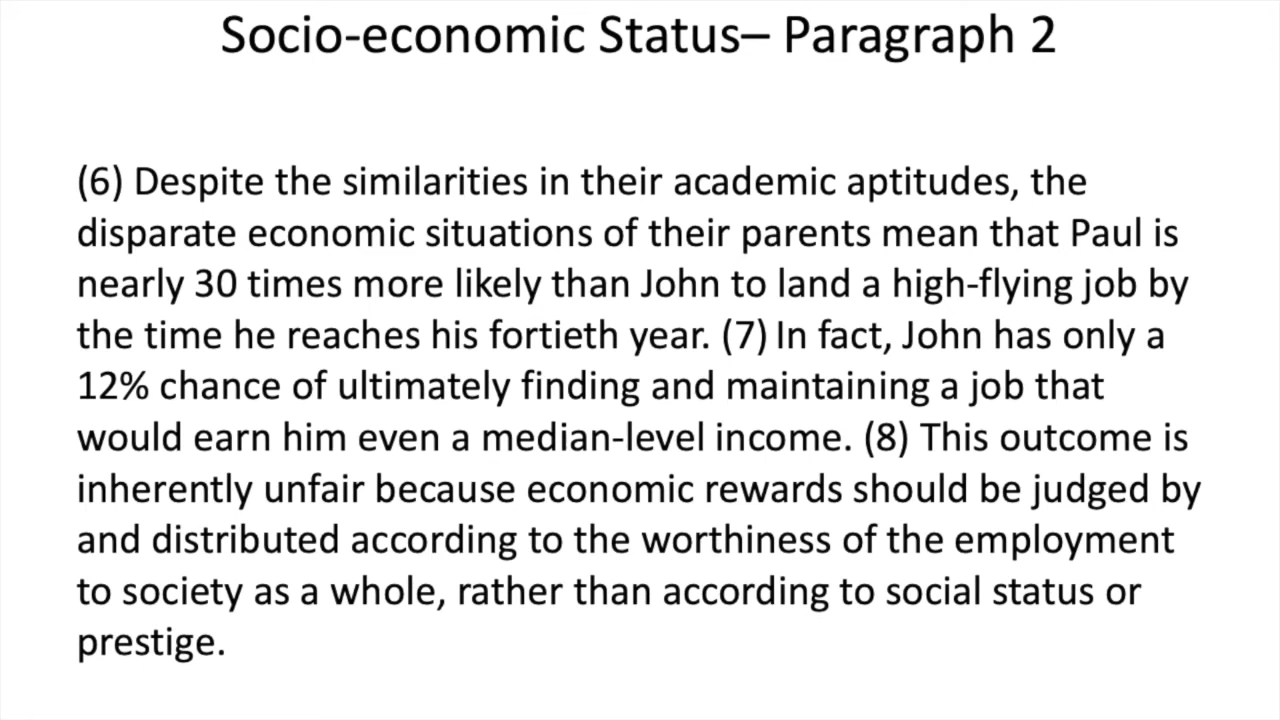 Socio-economic Status– Paragraph 2
(6) Despite the similarities in their academic aptitudes, the
disparate economic situations of their parents mean that Paul is
nearly 30 times more likely than John to land a high-flying job by
the time he reaches his fortieth year. (7) In fact, John has only a
12% chance of ultimately finding and maintaining a job that
would earn him even a median-level income. (8) This outcome is
inherently unfair because economic rewards should be judged by
and distributed according to the worthiness of the employment
to society as a whole, rather than according to social status or
prestige.